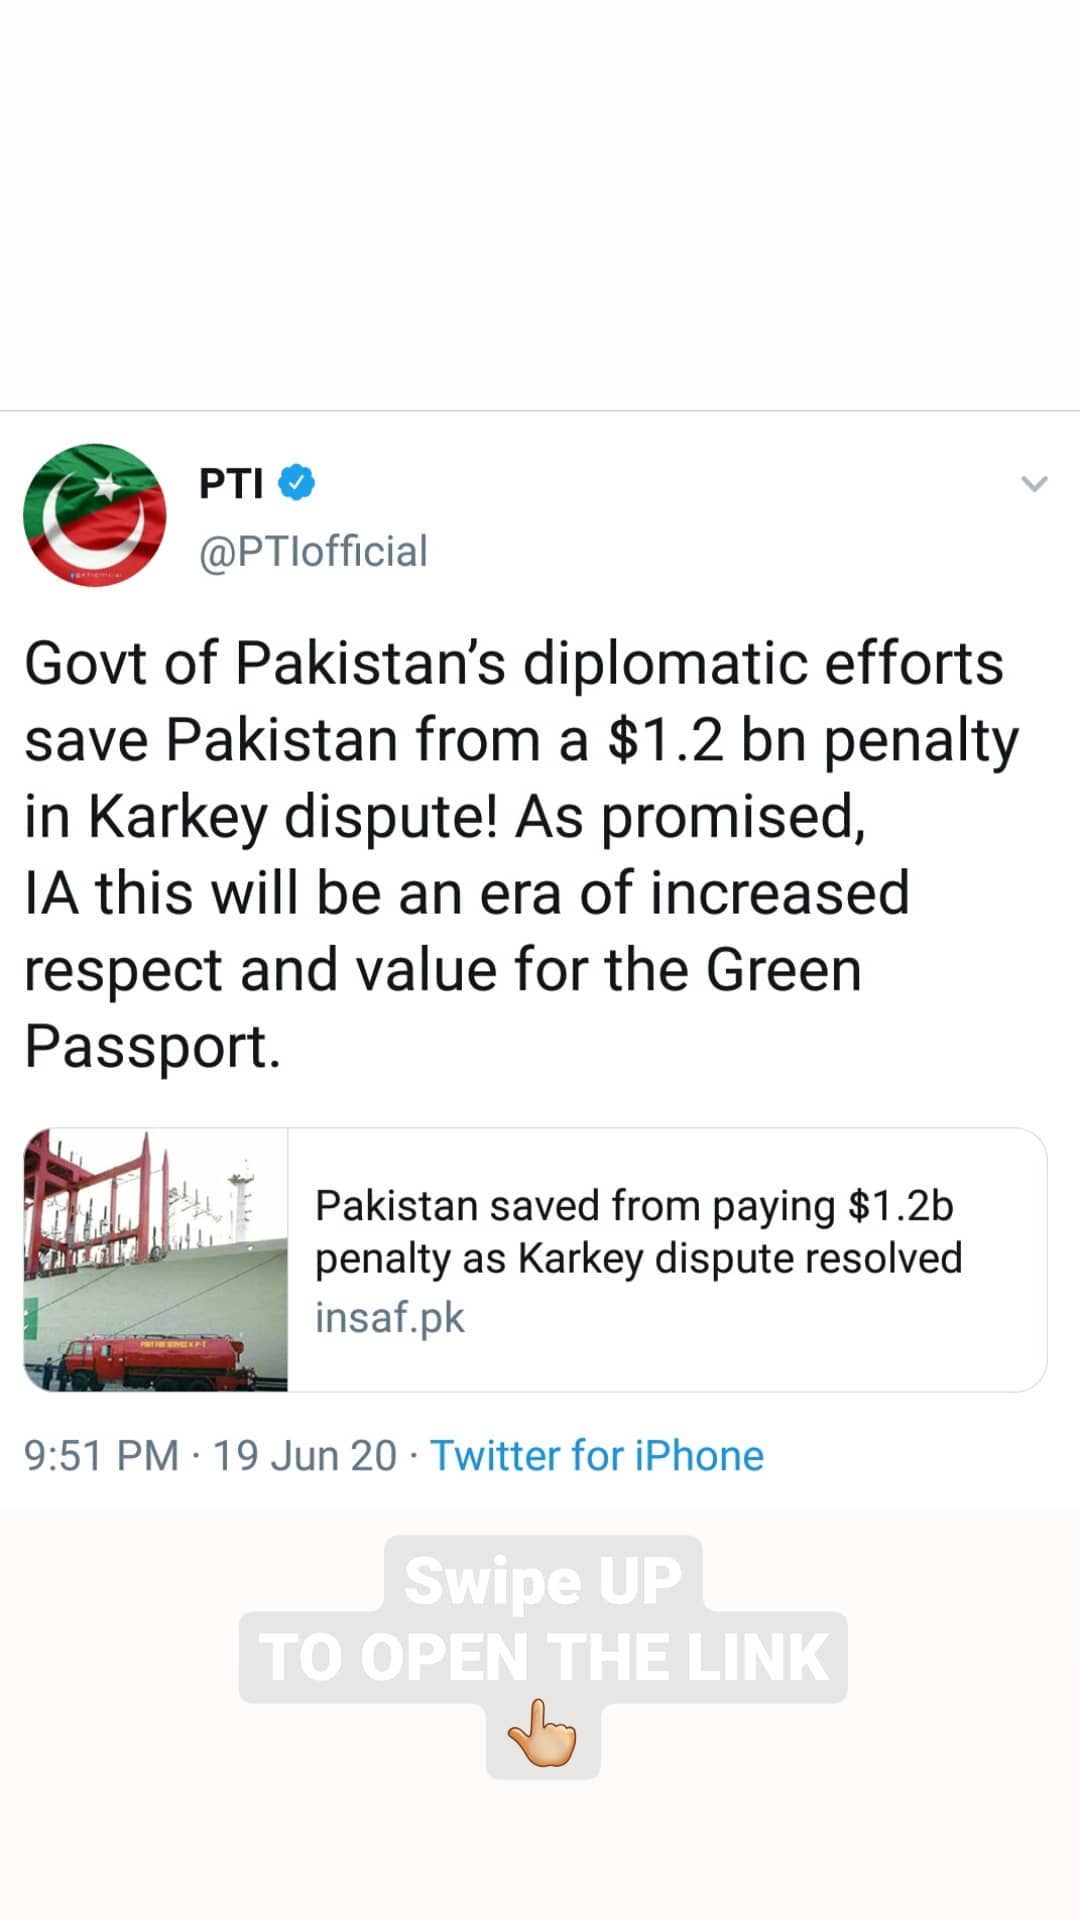 PTI
@PTIofficial
Govt of Pakistan's diplomatic efforts
save Pakistan from a $1.2 bn penalty
in Karkey dispute! As promised,
IA this will be an era of increased
respect and value for the Green
Passport.
Pakistan saved from paying $1.2b
penalty as Karkey dispute resolved
insaf.pk
9:51 PM · 19 Jun 20 · Twitter for iPhone
Swipe UP
TO OPEN THE LINK